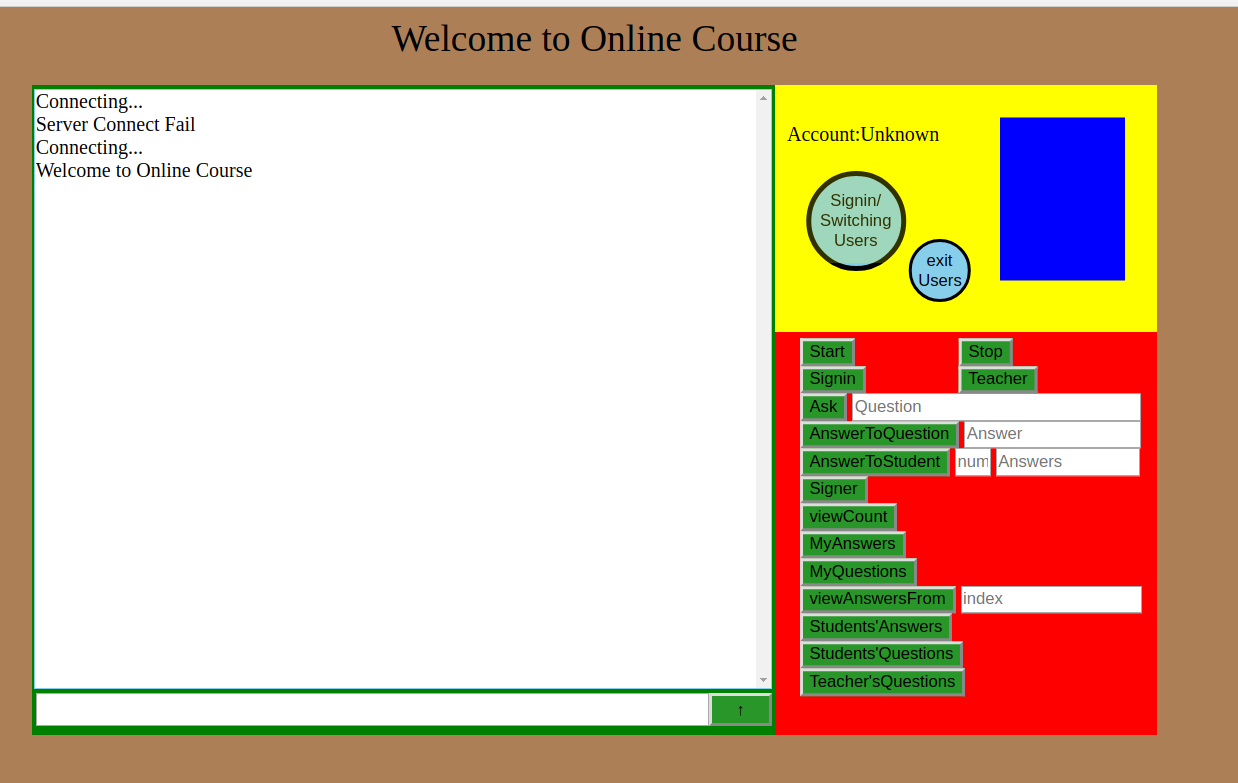 Welcome to Online Course
Connecting...
Server Connect Fail
Connecting...
Welcome to Online Course
↑
Account:Unknown
Signin/
Switching
Users
exit
Users
Start Stop
Signin Teacher
Ask Question
AnswerToQuestion Answer
AnswerToStudent num Answers
Signer
viewCount
MyAnswers
MyQuestions
viewAnswersFrom index
Students'Answers
Students'Questions
Teacher'sQuestions